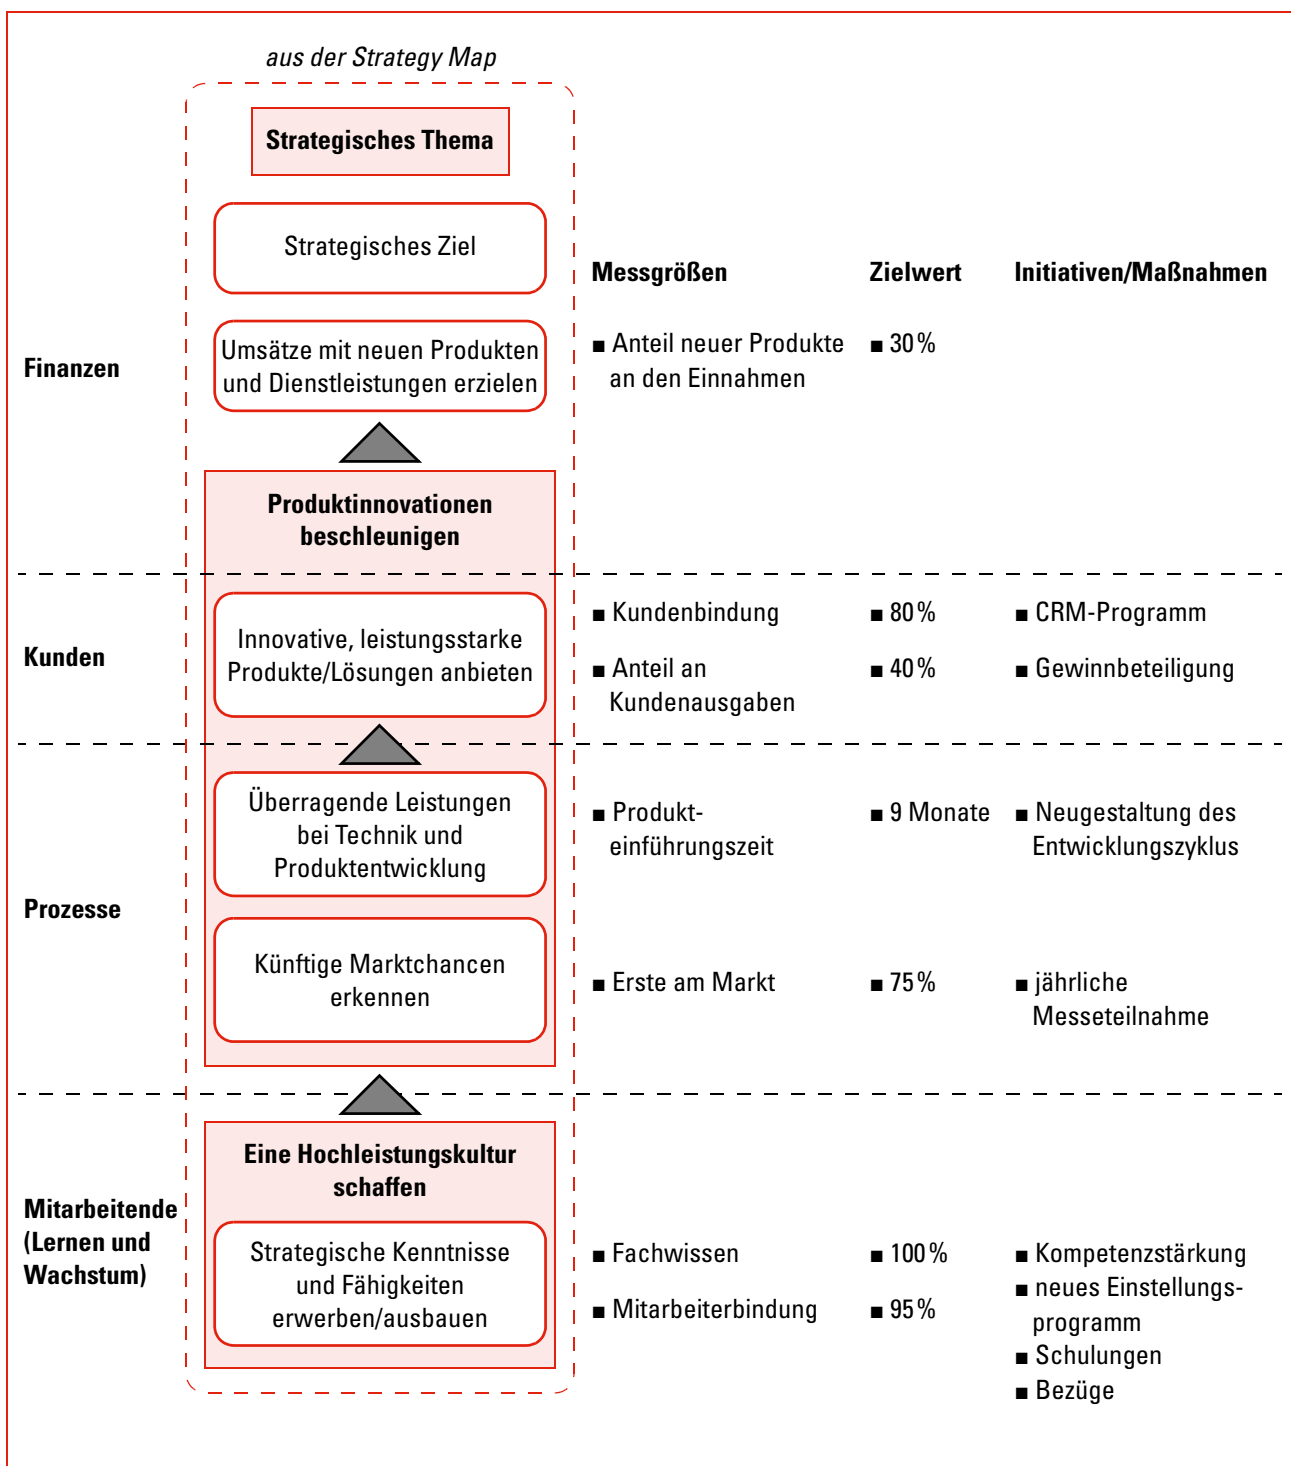 aus der Strategy Map
Strategisches Thema
Strategisches Ziel
Messgrößen
Zielwert
Initiativen/Maßnahmen
Finanzen
Umsätze mit neuen Produkten
und Dienstleistungen erzielen
■ Anteil neuer Produkte
an den Einnahmen
■ 30 %
Produktinnovationen
beschleunigen
Kunden
Innovative, leistungsstarke
Produkte/Lösungen anbieten
■ Kundenbindung
■ 80 %
■ CRM-Programm
■ Anteil an
Kundenausgaben
■ 40 %
■ Gewinnbeteiligung
Prozesse
Überragende Leistungen
bei Technik und
Produktentwicklung
■ Produkt-
einführungszeit
■ 9 Monate
■ Neugestaltung des
Entwicklungszyklus
Künftige Marktchancen
erkennen
■ Erste am Markt
■ 75 %
■ jährliche
Messeteilnahme
Eine Hochleistungskultur
schaffen
Mitarbeitende
(Lernen und
Wachstum)
Strategische Kenntnisse
und Fähigkeiten
erwerben/ausbauen
■ Fachwissen
■ 100 %
■ Mitarbeiterbindung
■ 95 %
■ Kompetenzstärkung
■ neues Einstellungs-
programm
■ Schulungen
■ Bezüge